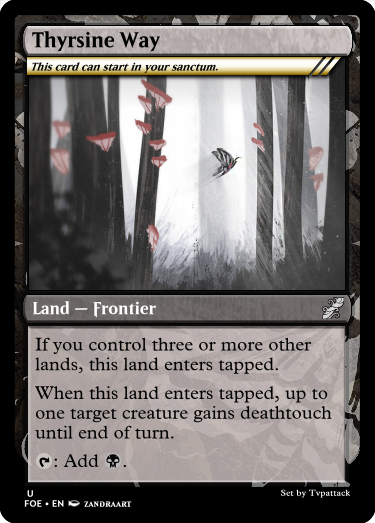 Thyrsine Way
This card can start in your sanctum.
Land — Frontier
If you control three or more other
lands, this land enters tapped.
When this land enters tapped, up to
one target creature gains deathtouch
until end of turn.
: Add .
U
FOE • EN ZANDRAART
Set by Tvpattack